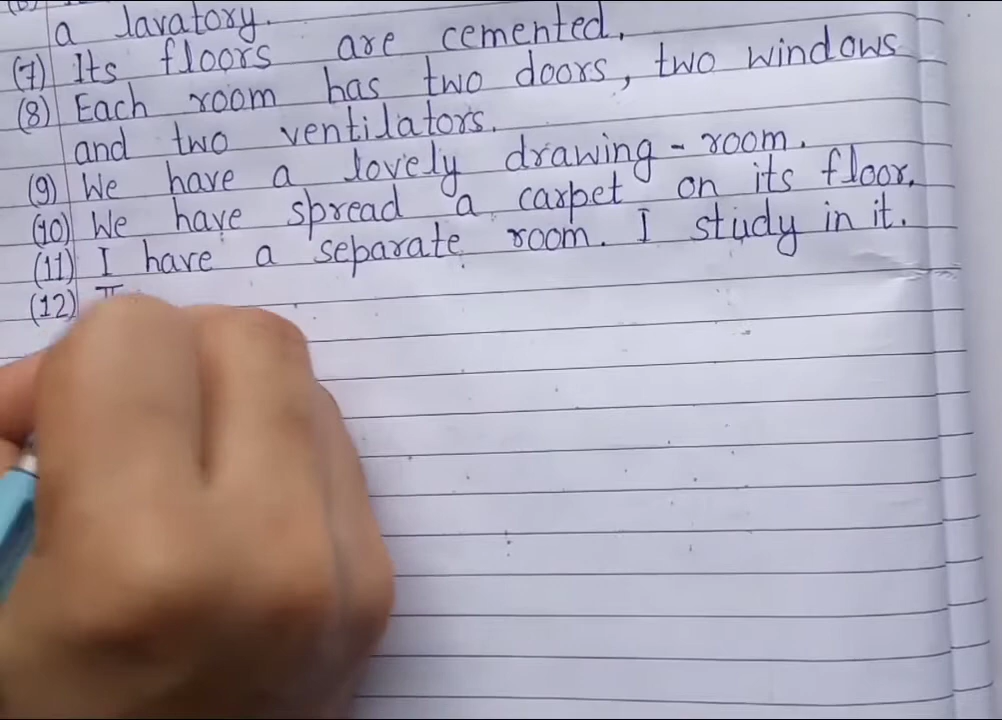 a lavatory.
(7) Its floors are cemented.
(8) Each room has two doors, two windows
and two ventilators.
(9) We have a lovely drawing-room.
(10) We have spread a carpet on its floor.
(11) I have a separate room. I study in it.
(12)